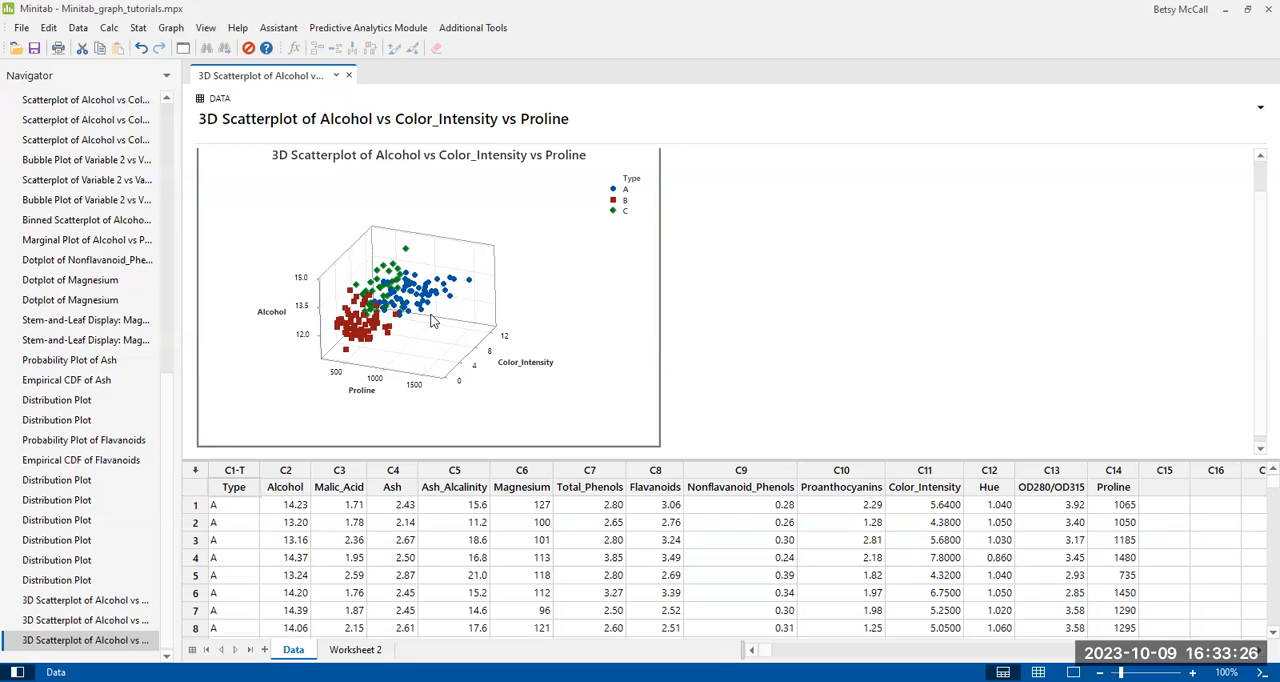 Minitab - Minitab_graph_tutorials.mpx
Betsy McCall
File Edit Data Calc Stat Graph View Help Assistant Predictive Analytics Module Additional Tools
Navigator
Scatterplot of Alcohol vs Col...
Scatterplot of Alcohol vs Col...
Scatterplot of Alcohol vs Col...
Bubble Plot of Variable 2 vs V...
Scatterplot of Variable 2 vs Va...
Bubble Plot of Variable 2 vs V...
Binned Scatterplot of Alcoho...
Marginal Plot of Alcohol vs P...
Dotplot of Nonflavanoid_Phe...
Dotplot of Magnesium
Dotplot of Magnesium
Stem-and-Leaf Display: Mag...
Stem-and-Leaf Display: Mag...
Probability Plot of Ash
Empirical CDF of Ash
Distribution Plot
Distribution Plot
Probability Plot of Flavanoids
Empirical CDF of Flavanoids
Distribution Plot
Distribution Plot
Distribution Plot
Distribution Plot
Distribution Plot
Distribution Plot
3D Scatterplot of Alcohol vs ...
3D Scatterplot of Alcohol vs ...
3D Scatterplot of Alcohol vs ...
3D Scatterplot of Alcohol v...
DATA
3D Scatterplot of Alcohol vs Color_Intensity vs Proline
3D Scatterplot of Alcohol vs Color_Intensity vs Proline
Type
A
B
C
15.0
13.5
12.0
Alcohol
500 1000 1500
Proline
0 4 8 12
Color_Intensity
C1-T C2 C3 C4 C5 C6 C7 C8 C9 C10 C11 C12 C13 C14 C15 C16 C
Type Alcohol Malic_Acid Ash Ash_Alcalinity Magnesium Total_Phenols Flavanoids Nonflavanoid_Phenols Proanthocyanins Color_Intensity Hue OD280/OD315 Proline
1 A 14.23 1.71 2.43 15.6 127 2.80 3.06 0.28 2.29 5.6400 1.040 3.92 1065
2 A 13.20 1.78 2.14 11.2 100 2.65 2.76 0.26 1.28 4.3800 1.050 3.40 1050
3 A 13.16 2.36 2.67 18.6 101 2.80 3.24 0.30 2.81 5.6800 1.030 3.17 1185
4 A 14.37 1.95 2.50 16.8 113 3.85 3.49 0.24 2.18 7.8000 0.860 3.45 1480
5 A 13.24 2.59 2.87 21.0 118 2.80 2.69 0.39 1.82 4.3200 1.040 2.93 735
6 A 14.20 1.76 2.45 15.2 112 3.27 3.39 0.34 1.97 6.7500 1.050 2.85 1450
7 A 14.39 1.87 2.45 14.6 96 2.50 2.52 0.30 1.98 5.2500 1.020 3.58 1290
8 A 14.06 2.15 2.61 17.6 121 2.60 2.51 0.31 1.25 5.0500 1.060 3.58 1295
Data Worksheet 2
2023-10-09 16:33:26
Data
100%